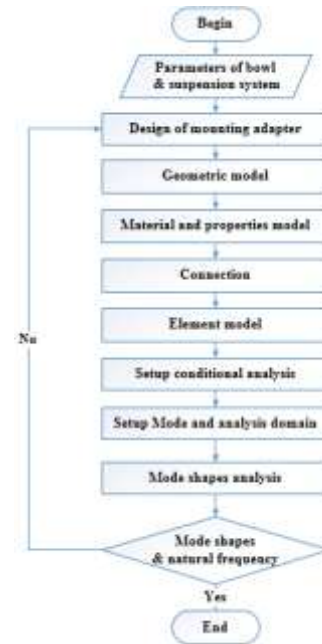 Begin
Parameters of bowl
& suspension system
Design of mounting adapter
Geometric model
Material and properties model
Connection
Element model
No
Setup conditional analysis
Setup Mode and analysis domain
Mode shapes analysis
Mode shapes
& natural frequency
Yes
End